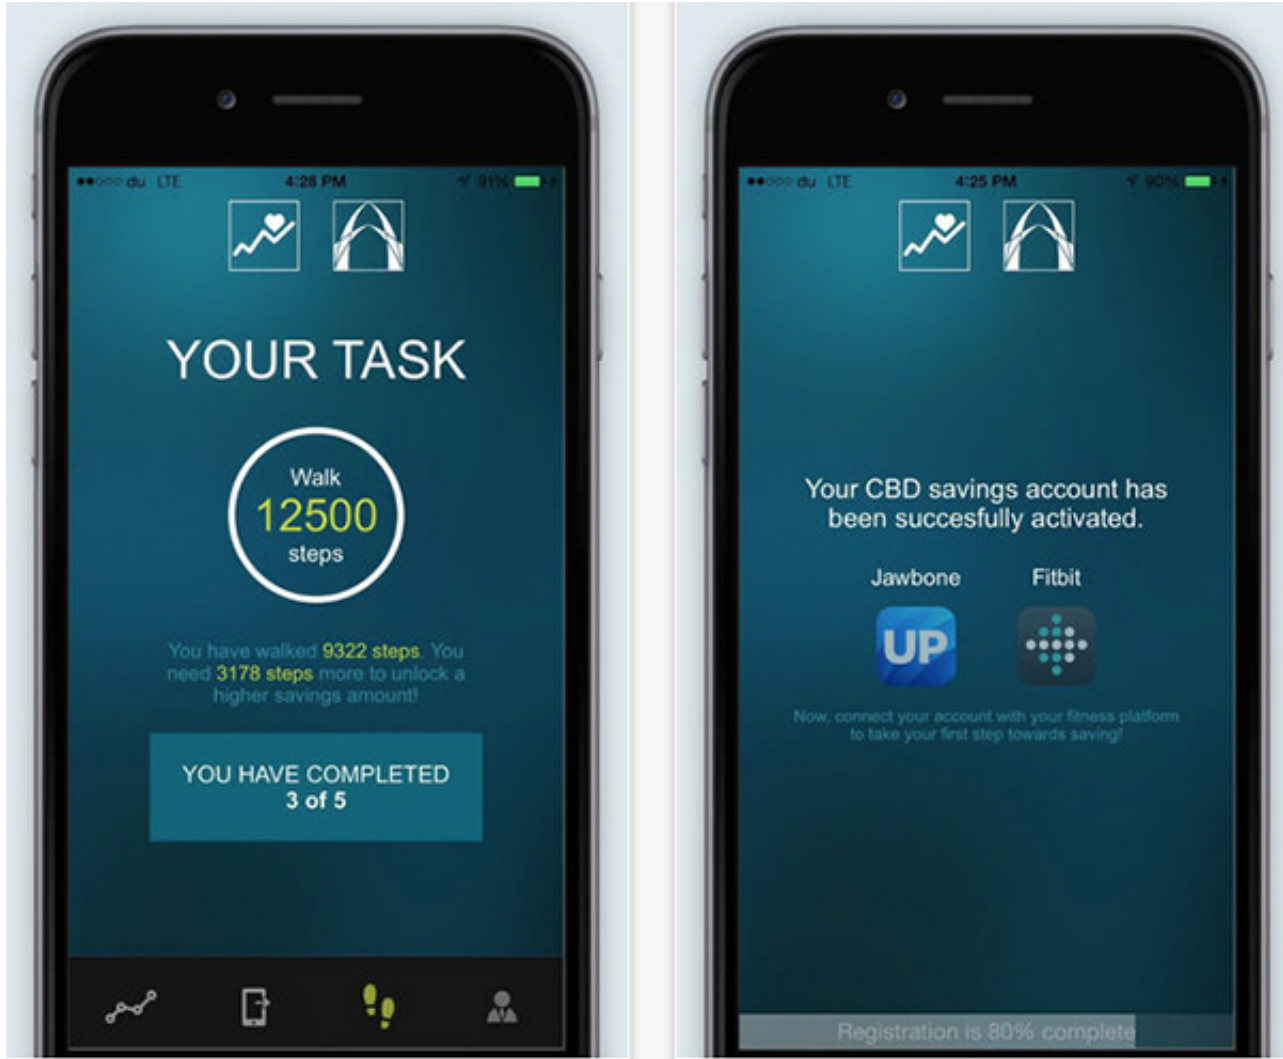 du LTE
4:28 PM
91%
YOUR TASK
Walk
12500
steps
You have walked 9322 steps. You
need 3178 steps more to unlock a
higher savings amount!
YOU HAVE COMPLETED
3 of 5
du LTE
4:25 PM
90%
Your CBD savings account has
been succesfully activated.
Jawbone
Fitbit
UP
Now, connect your account with your fitness platform
to take your first step towards saving!
Registration is 80% complete